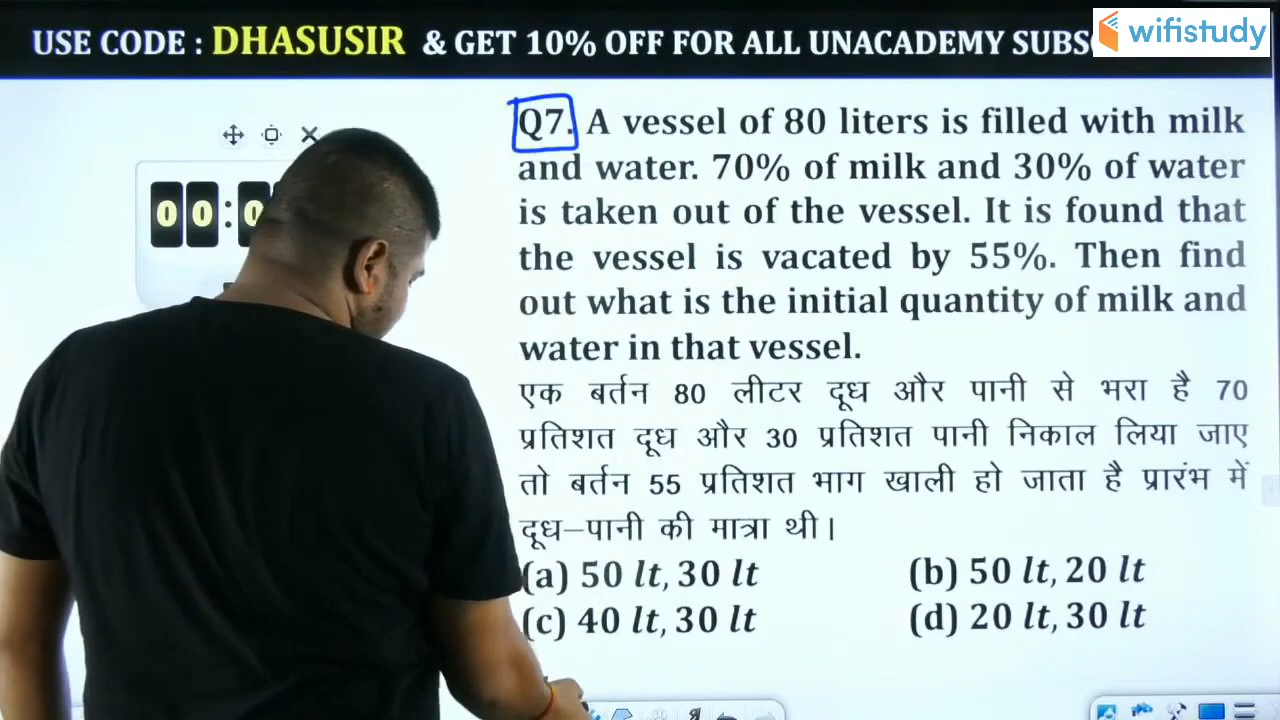 USE CODE : DHASUSIR & GET 10% OFF FOR ALL UNACADEMY
wifistudy
Q7. A vessel of 80 liters is filled with milk
and water. 70% of milk and 30% of water
is taken out of the vessel. It is found that
the vessel is vacated by 55%. Then find
out what is the initial quantity of milk and
water in that vessel.
एक बर्तन 80 लीटर दूध और पानी से भरा है 70
प्रतिशत दूध और 30 प्रतिशत पानी निकाल लिया जाए
तो बर्तन 55 प्रतिशत भाग खाली हो जाता है प्रारंभ में
दूध–पानी की मात्रा थी।
(a) 50 lt, 30 lt (b) 50 lt, 20 lt
(c) 40 lt, 30 lt (d) 20 lt, 30 lt
00:0